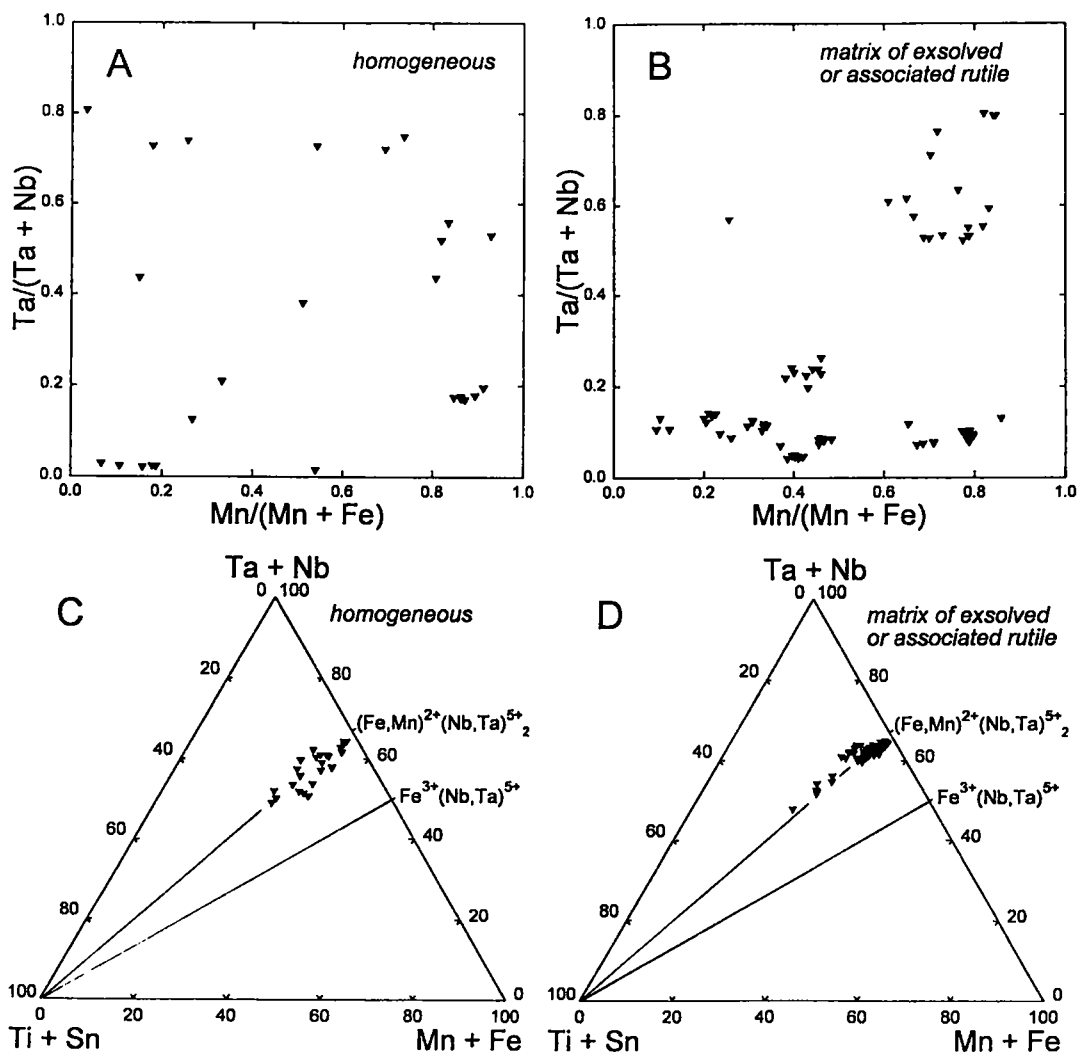 A
homogeneous
1.0
0.8
0.6
0.4
0.2
0.0
Ta/(Ta + Nb)
0.0 0.2 0.4 0.6 0.8 1.0
Mn/(Mn + Fe)
B
matrix of exsolved
or associated rutile
1.0
0.8
0.6
0.4
0.2
0.0
Ta/(Ta + Nb)
0.0 0.2 0.4 0.6 0.8 1.0
Mn/(Mn + Fe)
C
Ta + Nb
0 100
homogeneous
20 80
(Fe,Mn)²⁺(Nb,Ta)⁵⁺₂
40 60
Fe³⁺(Nb,Ta)⁵⁺
60 40
80 20
100 0
0 20 40 60 80 100
Ti + Sn
Mn + Fe
D
Ta + Nb
0 100
matrix of exsolved
or associated rutile
20 80
(Fe,Mn)²⁺(Nb,Ta)⁵⁺₂
40 60
Fe³⁺(Nb,Ta)⁵⁺
60 40
80 20
100 0
0 20 40 60 80 100
Ti + Sn
Mn + Fe